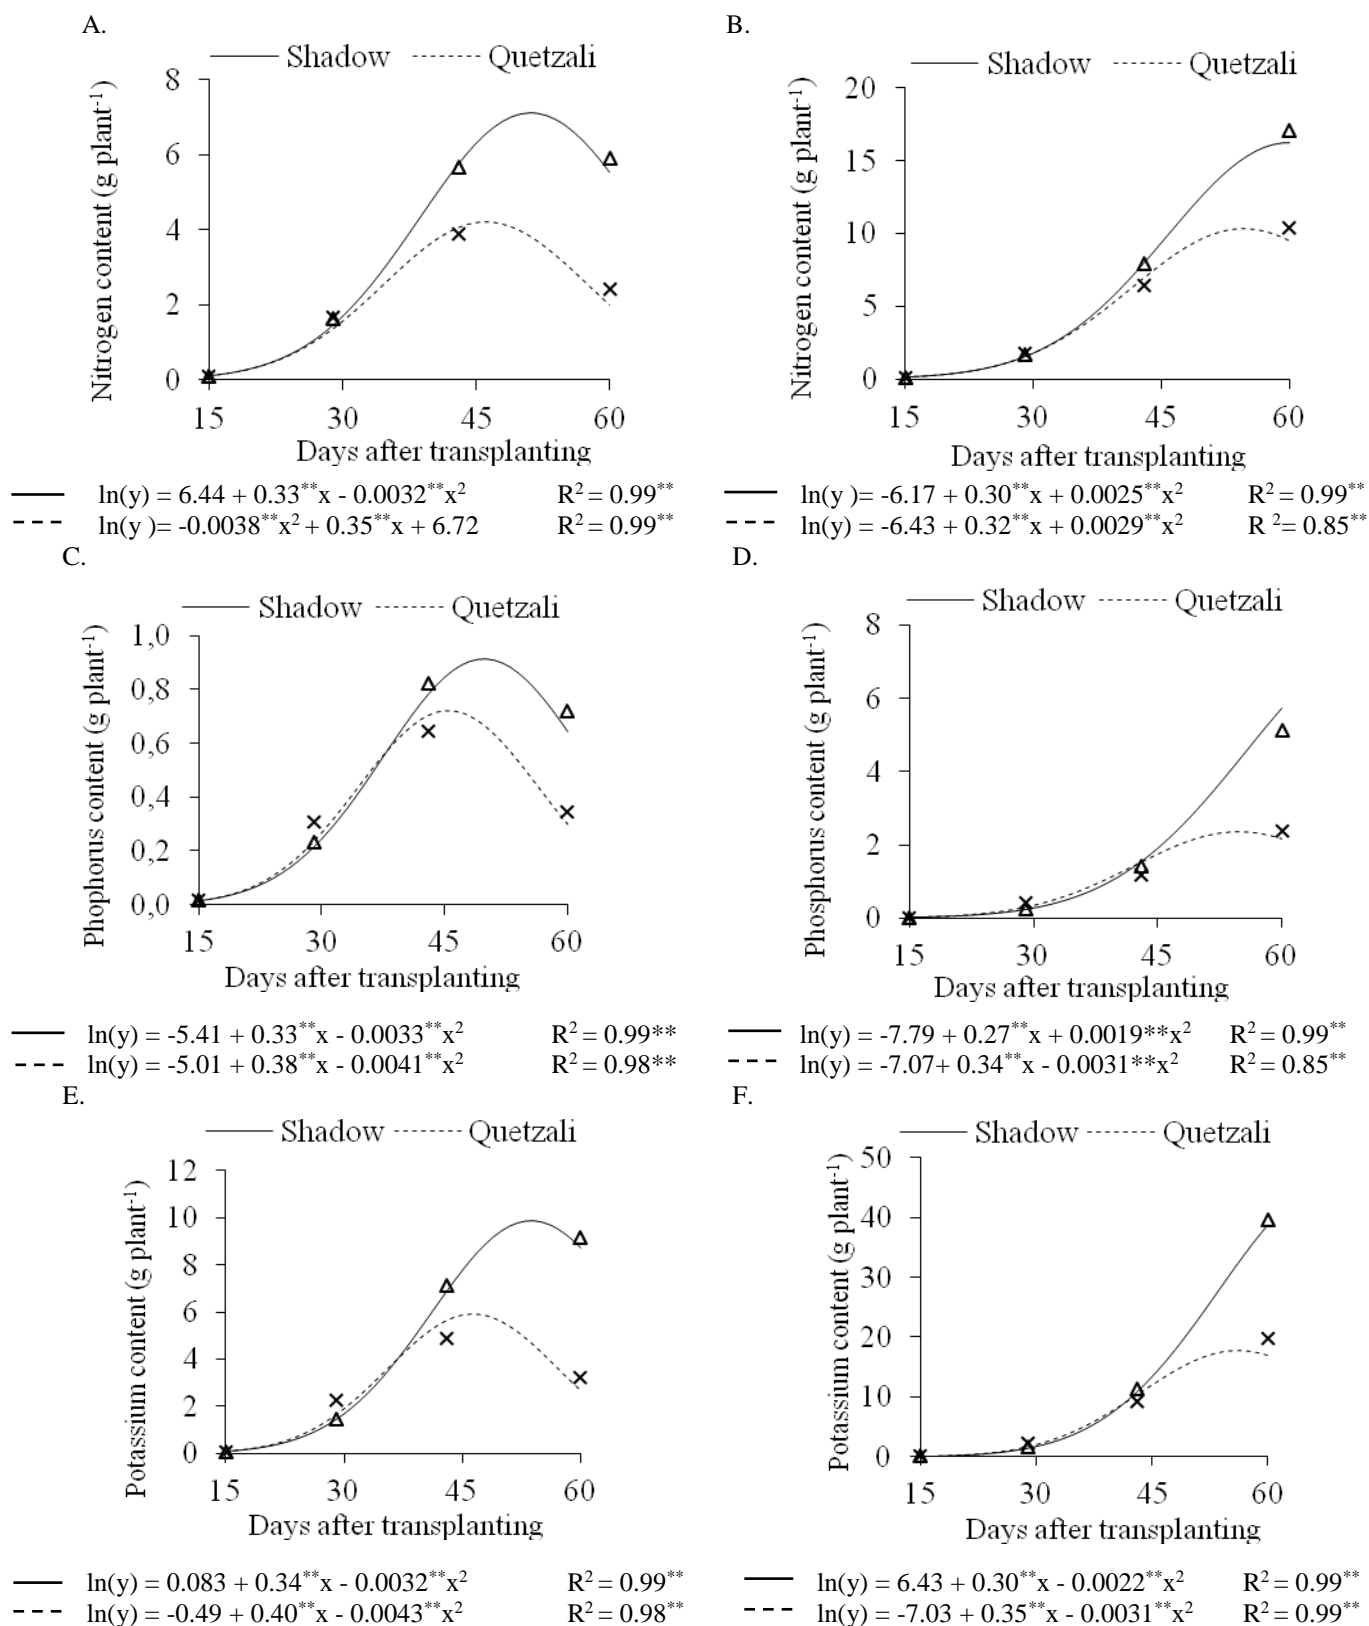 A.
Shadow Quetzali
Nitrogen content (g plant⁻¹)
8
6
4
2
0
15 30 45 60
Days after transplanting
ln(y) = 6.44 + 0.33**x - 0.0032**x² R² = 0.99**
ln(y )= -0.0038**x² + 0.35**x + 6.72 R² = 0.99**
B.
Shadow Quetzali
Nitrogen content (g plant⁻¹)
20
15
10
5
0
15 30 45 60
Days after transplanting
ln(y )= -6.17 + 0.30**x + 0.0025**x² R² = 0.99**
ln(y) = -6.43 + 0.32**x + 0.0029**x² R ²= 0.85**
C.
Shadow Quetzali
Phophorus content (g plant⁻¹)
1,0
0,8
0,6
0,4
0,2
0,0
15 30 45 60
Days after transplanting
ln(y) = -5.41 + 0.33**x - 0.0033**x² R² = 0.99**
ln(y) = -5.01 + 0.38**x - 0.0041**x² R² = 0.98**
D.
Shadow Quetzali
Phosphorus content (g plant⁻¹)
8
6
4
2
0
15 30 45 60
Days after transplanting
ln(y) = -7.79 + 0.27**x + 0.0019**x² R² = 0.99**
ln(y) = -7.07+ 0.34**x - 0.0031**x² R² = 0.85**
E.
Shadow Quetzali
Potassium content (g plant⁻¹)
12
10
8
6
4
2
0
15 30 45 60
Days after transplanting
ln(y) = 0.083 + 0.34**x - 0.0032**x² R² = 0.99**
ln(y) = -0.49 + 0.40**x - 0.0043**x² R² = 0.98**
F.
Shadow Quetzali
Potassium content (g plant⁻¹)
50
40
30
20
10
0
15 30 45 60
Days after transplanting
ln(y) = 6.43 + 0.30**x - 0.0022**x² R² = 0.99**
ln(y) = -7.03 + 0.35**x - 0.0031**x² R² = 0.99**